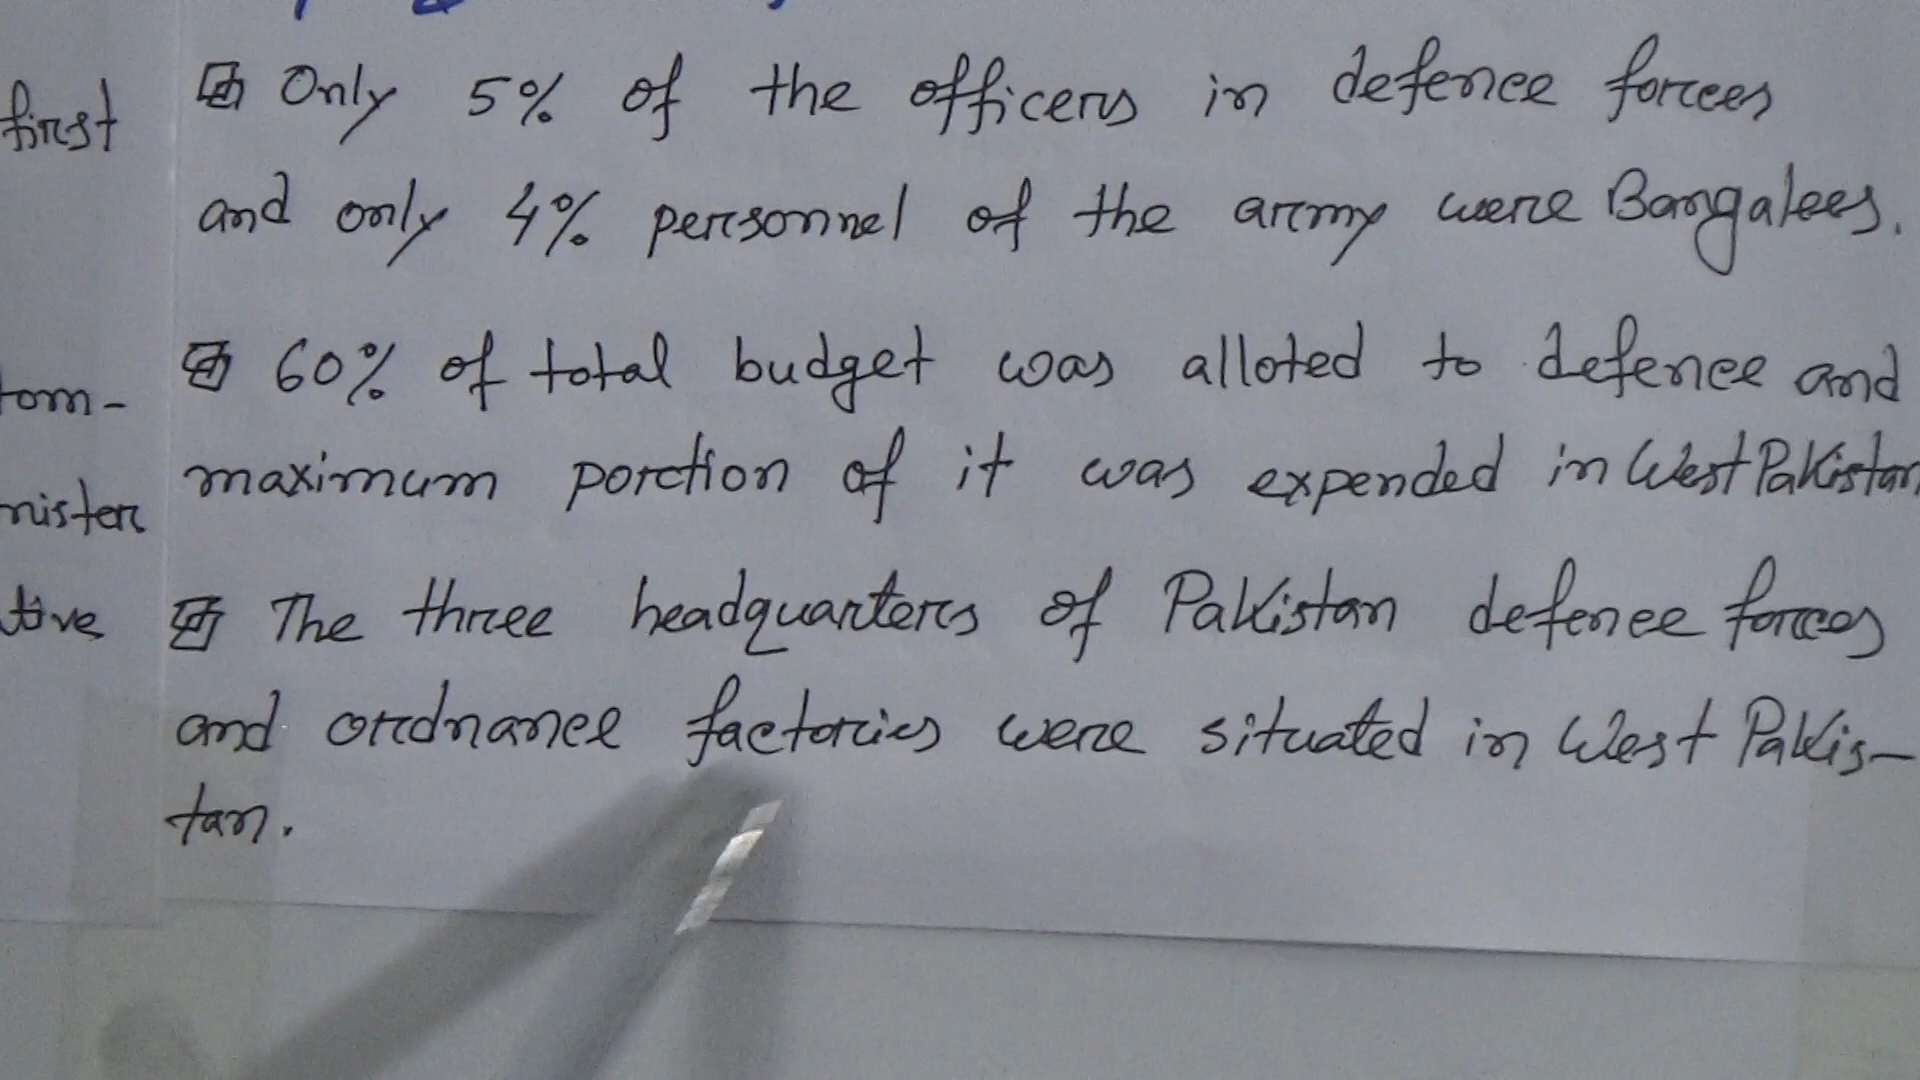 first
tom-
nister
tive
Only 5% of the officers in defence forces
and only 4% personnel of the army were Bangalees.
60% of total budget was alloted to defence and
maximum portion of it was expended in West Pakistan
The three headquarters of Pakistan defence forces
and ordnance factories were situated in West Pakis-
tan.